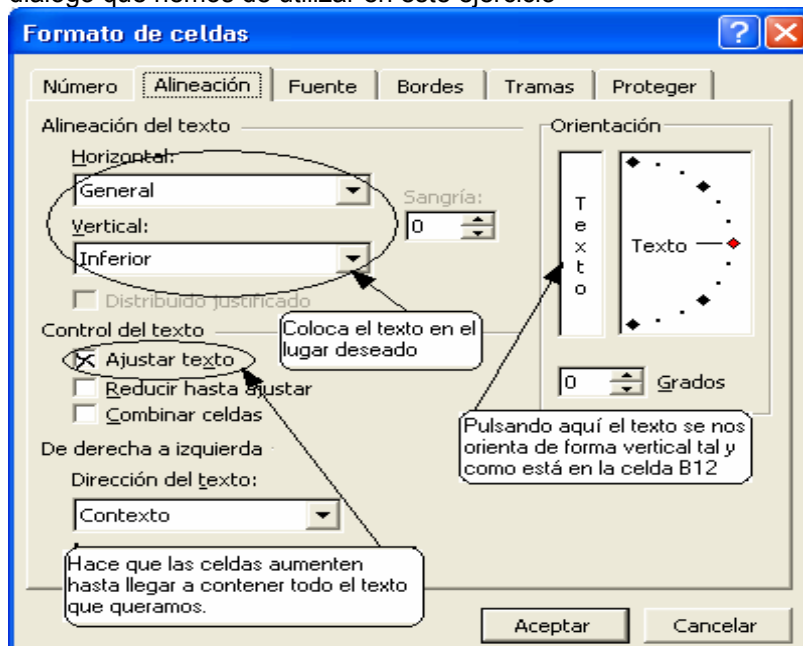 diálogo que hemos de utilizar en este ejercicio
Formato de celdas
Número Alineación Fuente Bordes Tramas Proteger
Alineación del texto
Horizontal:
General
Sangría:
0
Vertical:
Inferior
Distribuido justificado
Coloca el texto en el
lugar deseado
Control del texto
Ajustar texto
Reducir hasta ajustar
Combinar celdas
De derecha a izquierda
Dirección del texto:
Contexto
Hace que las celdas aumenten
hasta llegar a contener todo el texto
que queramos.
Orientación
Texto
Texto
0 Grados
Pulsando aquí el texto se nos
orienta de forma vertical tal y
como está en la celda B12
Aceptar Cancelar